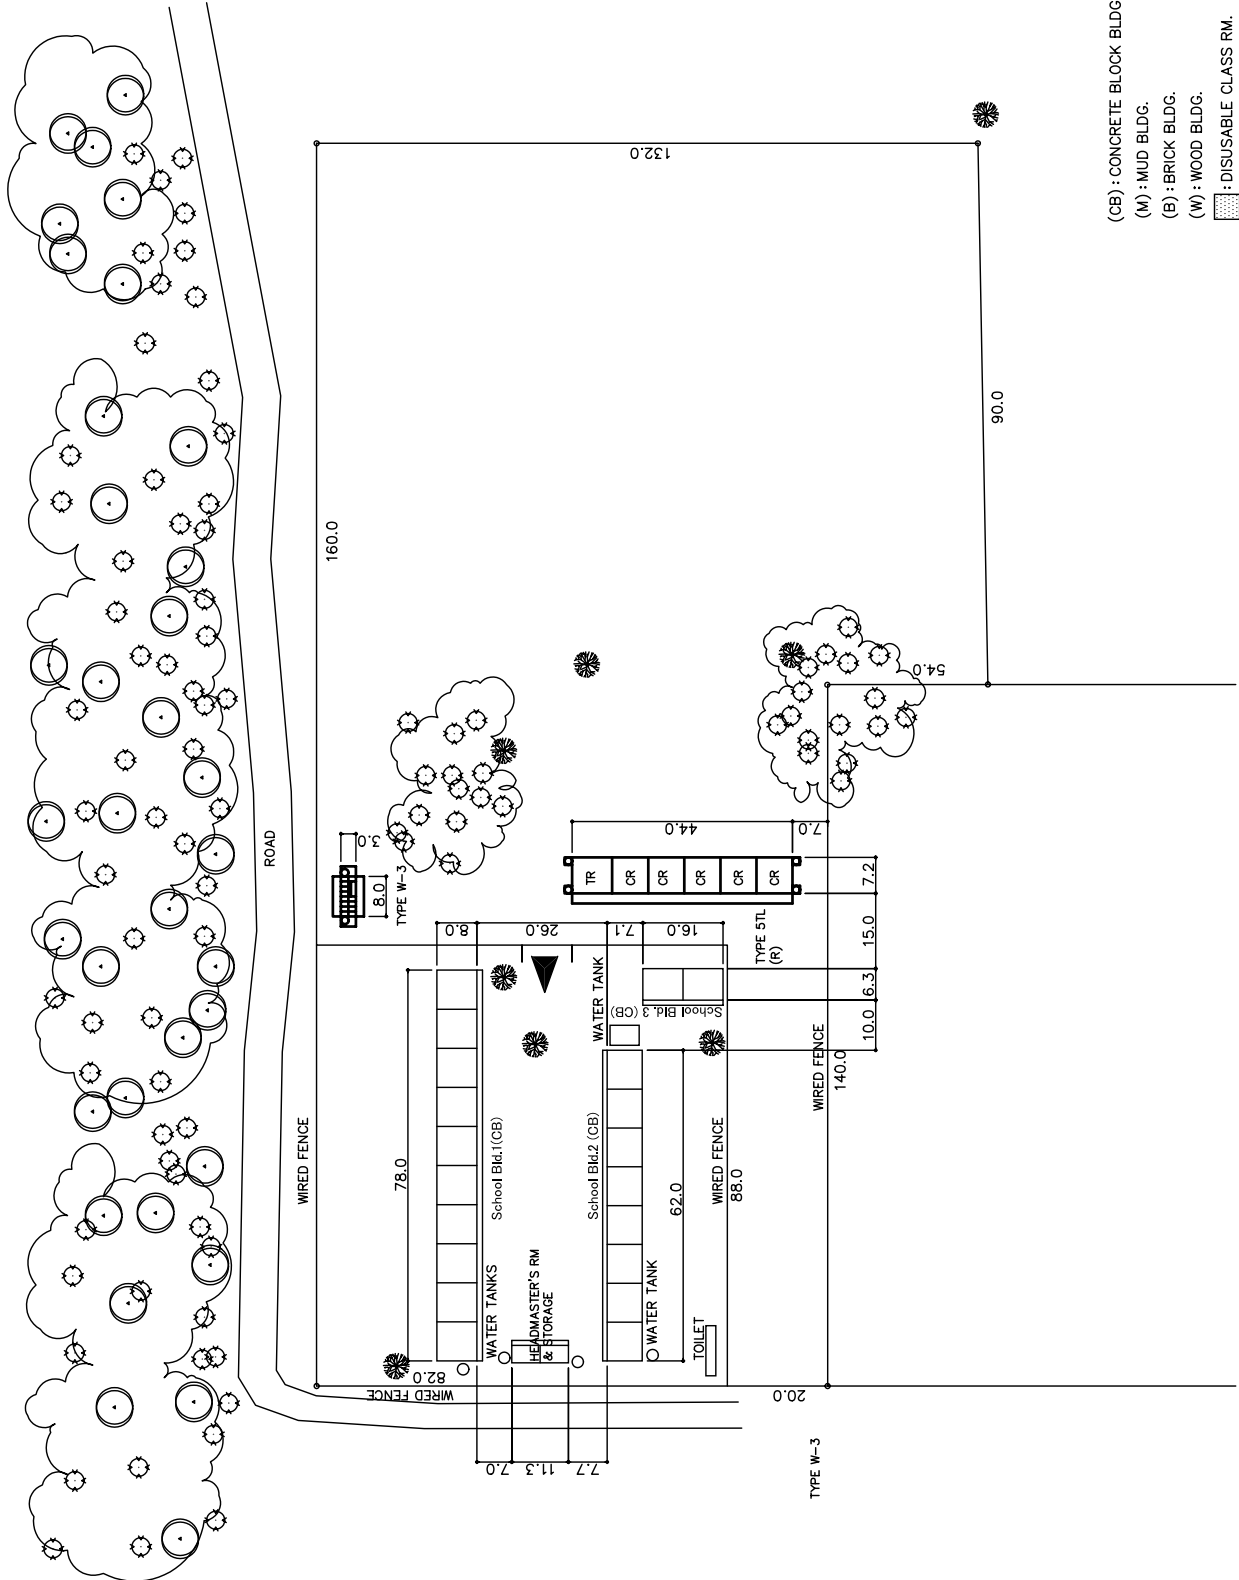 (CB) : CONCRETE BLOCK BLDG
(M) : MUD BLDG.
(B) : BRICK BLDG.
(W) : WOOD BLDG.
: DISUSABLE CLASS RM.
132.0
90.0
160.0
54.0
ROAD
3.0
8.0
TYPE W-3
44.0
7.0
TR
CR
CR
CR
CR
CR
7.2
15.0
6.3
10.0
TYPE 5TL
(R)
8.0
26.0
7.1
16.0
WATER TANK
School Bld. 3 (CB)
WIRED FENCE
140.0
WIRED FENCE
78.0
School Bld.1(CB)
School Bld.2 (CB)
62.0
WIRED FENCE
88.0
WATER TANKS
HEADMASTER'S RM
& STORAGE
WATER TANK
TOILET
82.0
WIRED FENCE
20.0
7.0
11.3
7.7
TYPE W-3